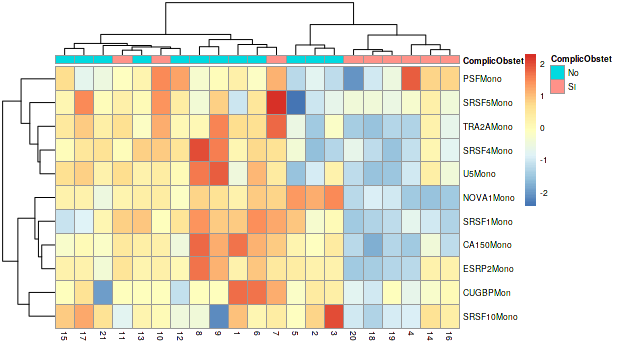 ComplicObstet
PSFMono
SRSF5Mono
TRA2AMono
SRSF4Mono
U5Mono
NOVA1Mono
SRSF1Mono
CA150Mono
ESRP2Mono
CUGBPMon
SRSF10Mono
15 17 21 11 13 10 12 8 9 1 6 7 5 2 3 20 18 19 4 14 16
2
1
0
-1
-2
ComplicObstet
No
Si